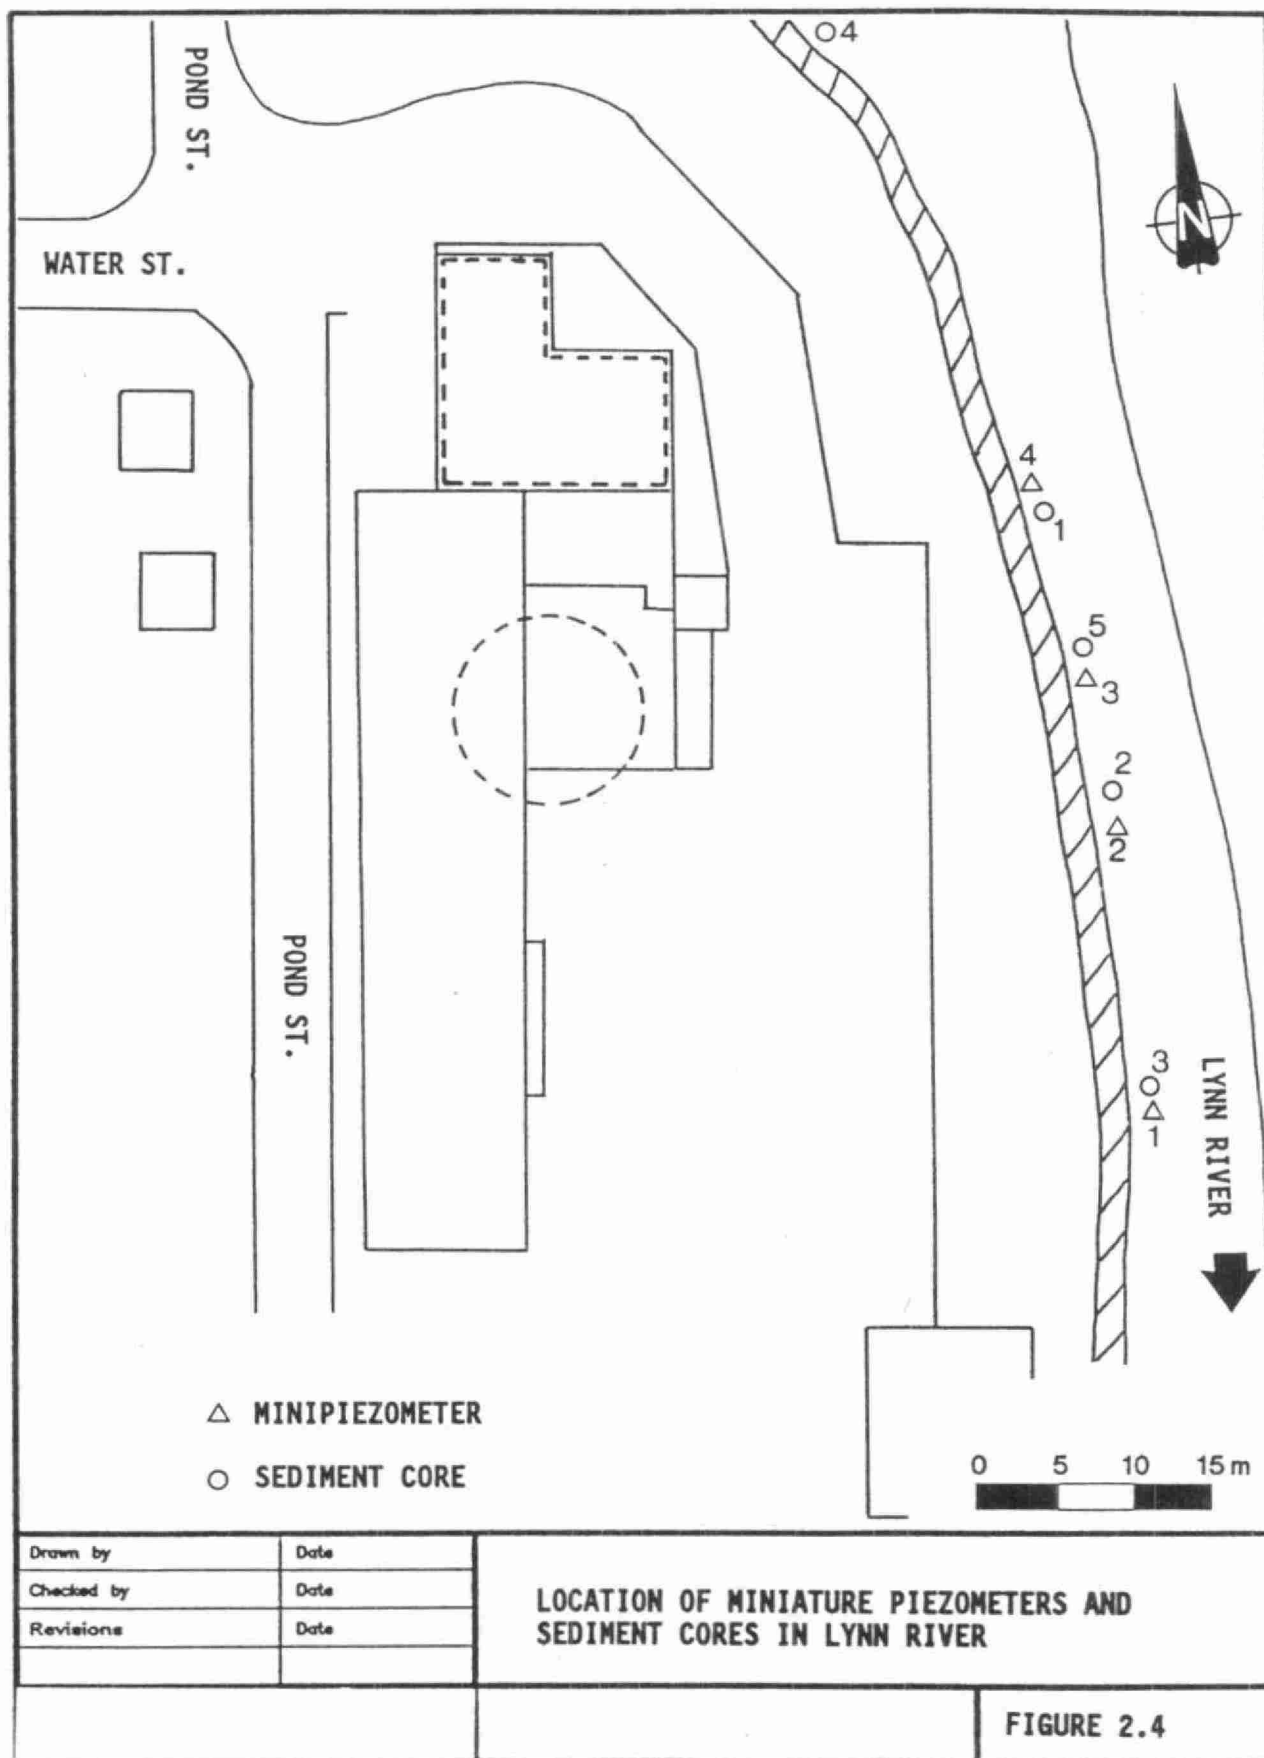 4
POND ST.
N
WATER ST.
4
1
5
3
2
2
POND ST.
3
1
LYNN RIVER
MINIPIEZOMETER
SEDIMENT CORE
0 5 10 15 m
Drawn by Date
Checked by Date
Revisions Date
LOCATION OF MINIATURE PIEZOMETERS AND
SEDIMENT CORES IN LYNN RIVER
FIGURE 2.4